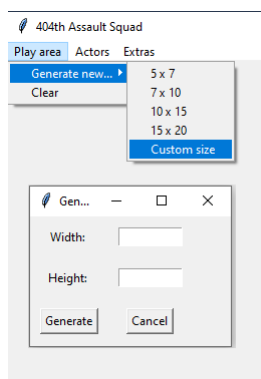 404th Assault Squad
Play area Actors Extras
Generate new...
Clear
5 x 7
7 x 10
10 x 15
15 x 20
Custom size
Gen...
Width:
Height:
Generate Cancel